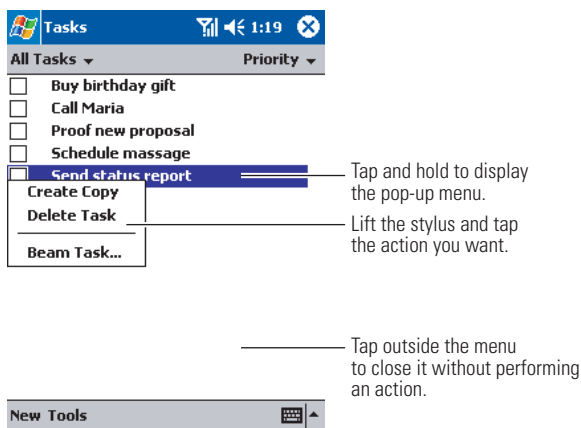 Tasks 1:19
All Tasks Priority
Buy birthday gift
Call Maria
Proof new proposal
Schedule massage
Send status report
Create Copy
Delete Task
Beam Task...
Tap and hold to display
the pop-up menu.
Lift the stylus and tap
the action you want.
Tap outside the menu
to close it without performing
an action.
New Tools